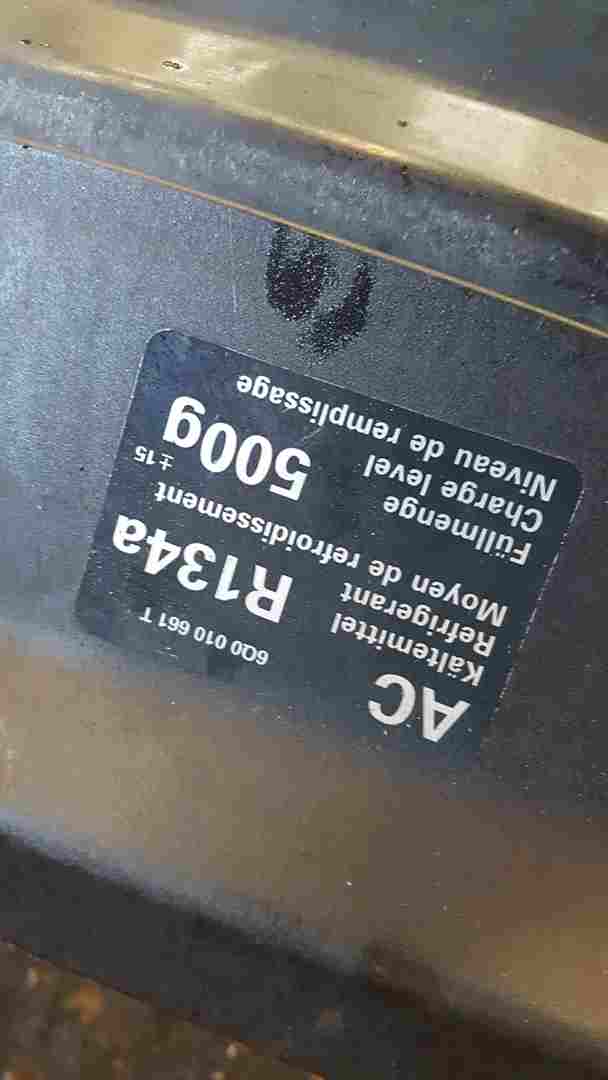 AC
6Q0 010 661 T
Kältemittel
Refrigerant
R134a
Moyen de refroidissement
Füllmenge
Charge level
500g ± 15
Niveau de remplissage